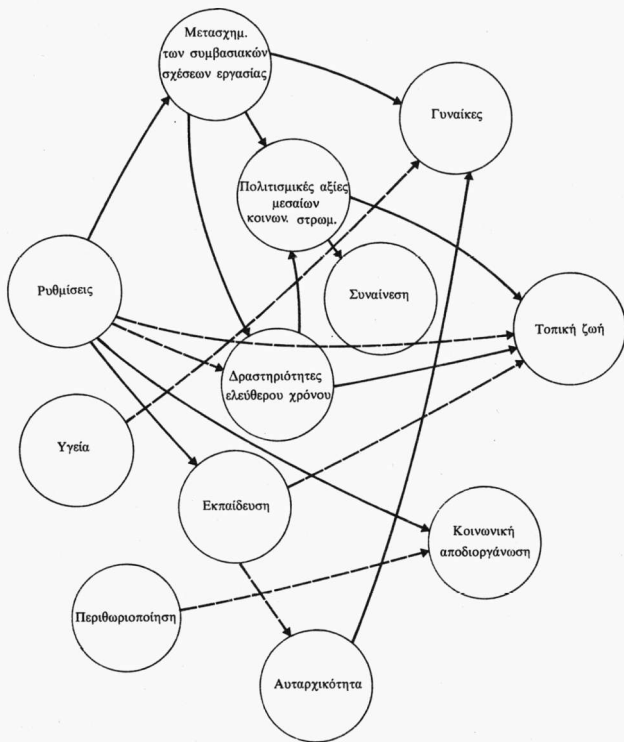 Μετασχημ.
των συμβασιακών
σχέσεων εργασίας
Γυναίκες
Πολιτισμικές αξίες
μεσαίων
κοινων. στρωμ.
Ρυθμίσεις
Συναίνεση
Τοπική ζωή
Δραστηριότητες
ελεύθερου χρόνου
Υγεία
Εκπαίδευση
Κοινωνική
αποδιοργάνωση
Περιθωριοποίηση
Αυταρχικότητα